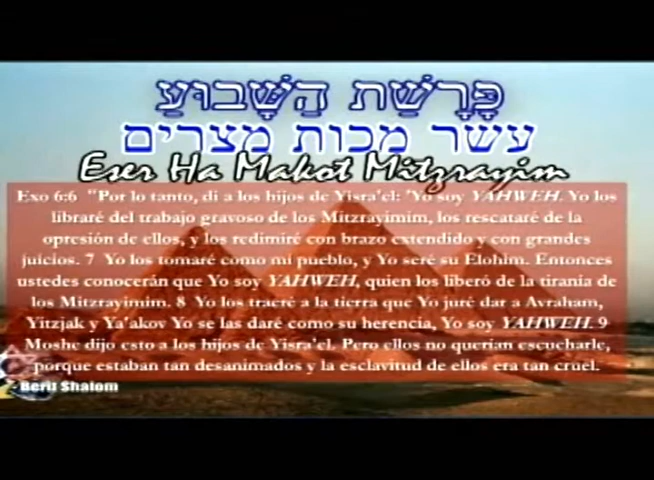 פָּרָשַׁת הַשָּׁבוּעַ
עשר מכות מצרים
Eser Ha Makot Mitzrayim
Exo 6:6 "Por lo tanto, di a los hijos de Yisra'el: 'Yo soy YAHWEH. Yo los
libraré del trabajo gravoso de los Mitzrayimim, los rescataré de la
opresión de ellos, y los redimiré con brazo extendido y con grandes
juicios. 7 Yo los tomaré como mi pueblo, y Yo seré su Elohim. Entonces
ustedes conocerán que Yo soy YAHWEH, quien los liberó de la tiranía de
los Mitzrayimim. 8 Yo los traeré a la tierra que Yo juré dar a Avraham,
Yitzjak y Ya'akov Yo se las daré como su herencia, Yo soy YAHWEH. 9
Moshe dijo esto a los hijos de Yisra'el. Pero ellos no querían escucharle,
porque estaban tan desanimados y la esclavitud de ellos era tan cruel.
Berit Shalom